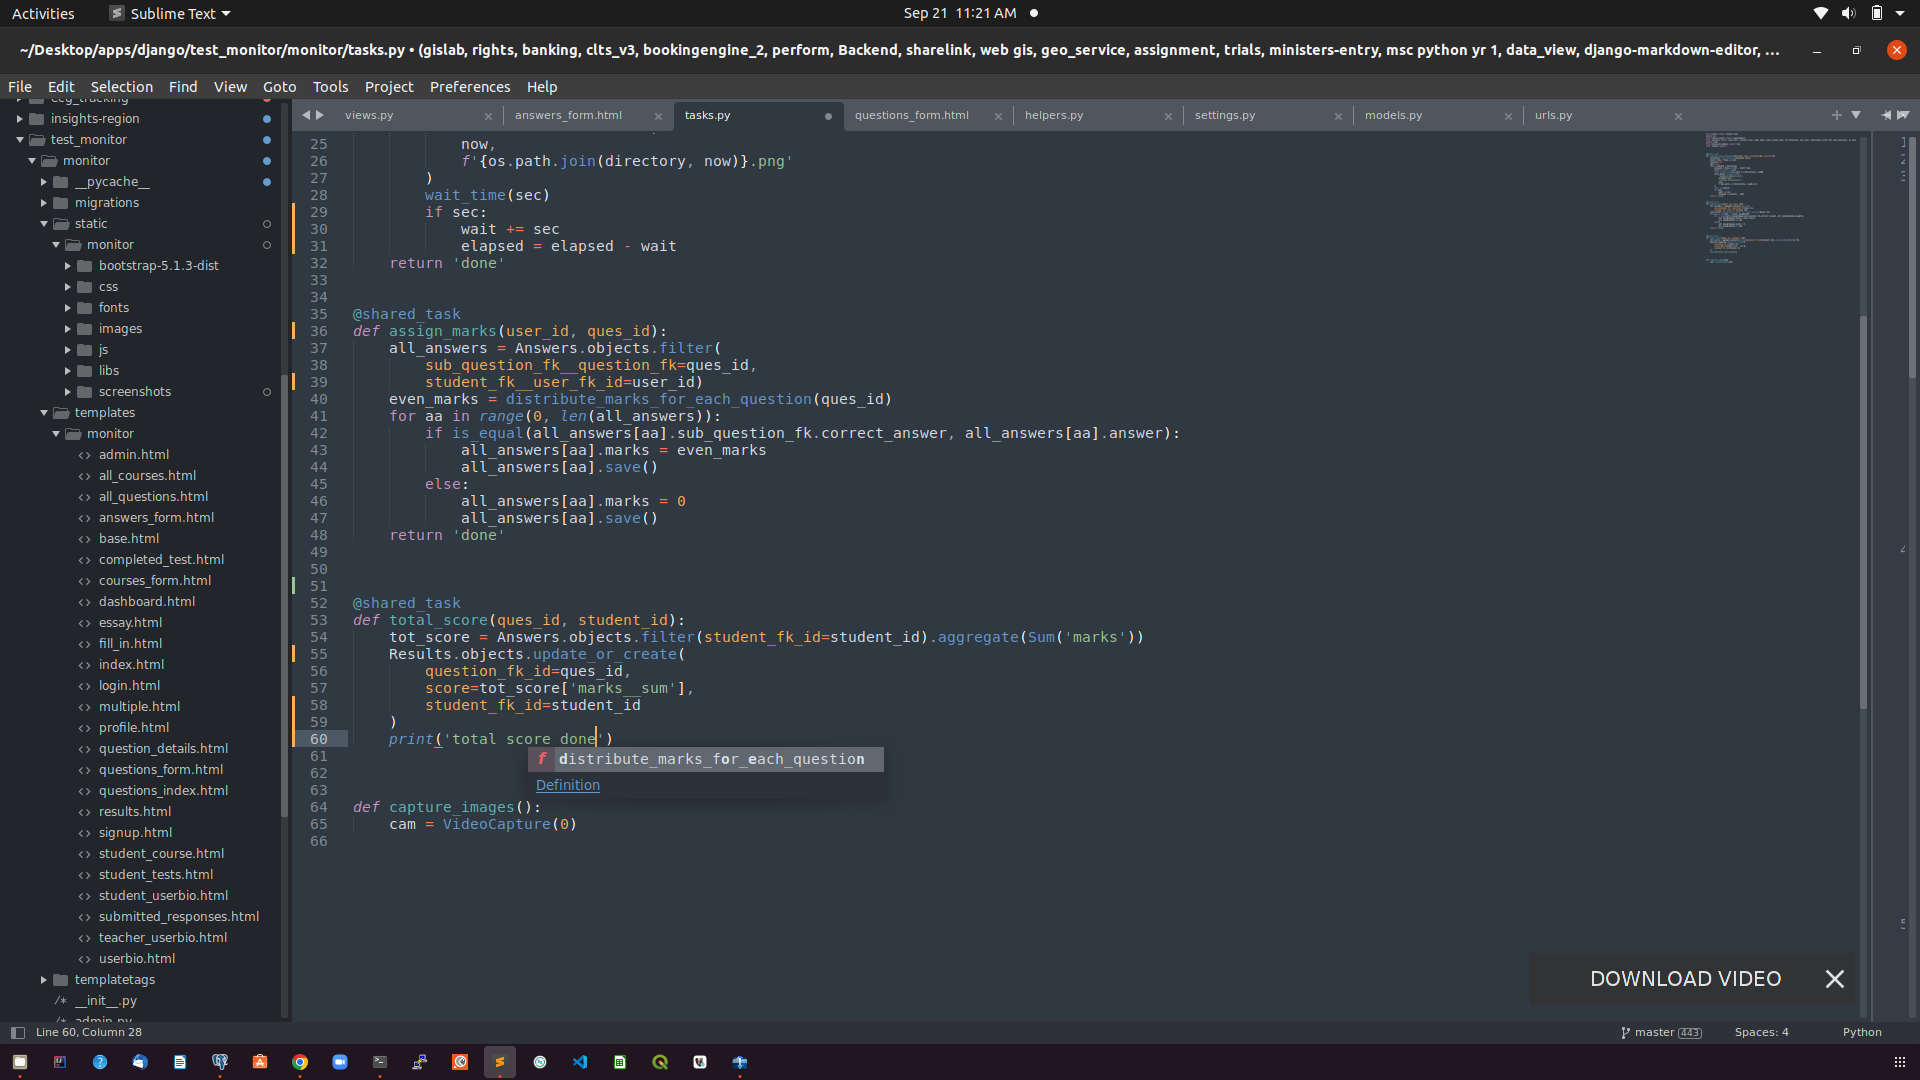 Activities
Sublime Text
Sep 21 11:21 AM
~/Desktop/apps/django/test_monitor/monitor/tasks.py • (gislab, rights, banking, clts_v3, bookingengine_2, perform, Backend, sharelink, web gis, geo_service, assignment, trials, ministers-entry, msc python yr 1, data_view, django-markdown-editor, ...
File Edit Selection Find View Goto Tools Project Preferences Help
insights-region
test_monitor
monitor
__pycache__
migrations
static
monitor
bootstrap-5.1.3-dist
css
fonts
images
js
libs
screenshots
templates
monitor
admin.html
all_courses.html
all_questions.html
answers_form.html
base.html
completed_test.html
courses_form.html
dashboard.html
essay.html
fill_in.html
index.html
login.html
multiple.html
profile.html
question_details.html
questions_form.html
questions_index.html
results.html
signup.html
student_course.html
student_tests.html
student_userbio.html
submitted_responses.html
teacher_userbio.html
userbio.html
templatetags
__init__.py
admin.py
views.py answers_form.html tasks.py questions_form.html helpers.py settings.py models.py urls.py
25 now,
26 f'{os.path.join(directory, now)}.png'
27 )
28 wait_time(sec)
29 if sec:
30 wait += sec
31 elapsed = elapsed - wait
32 return 'done'
33
34
35 @shared_task
36 def assign_marks(user_id, ques_id):
37 all_answers = Answers.objects.filter(
38 sub_question_fk__question_fk=ques_id,
39 student_fk__user_fk_id=user_id)
40 even_marks = distribute_marks_for_each_question(ques_id)
41 for aa in range(0, len(all_answers)):
42 if is_equal(all_answers[aa].sub_question_fk.correct_answer, all_answers[aa].answer):
43 all_answers[aa].marks = even_marks
44 all_answers[aa].save()
45 else:
46 all_answers[aa].marks = 0
47 all_answers[aa].save()
48 return 'done'
49
50
51
52 @shared_task
53 def total_score(ques_id, student_id):
54 tot_score = Answers.objects.filter(student_fk_id=student_id).aggregate(Sum('marks'))
55 Results.objects.update_or_create(
56 question_fk_id=ques_id,
57 score=tot_score['marks__sum'],
58 student_fk_id=student_id
59 )
60 print('total score done')
61
62
63
64 def capture_images():
65 cam = VideoCapture(0)
66
f distribute_marks_for_each_question
Definition
DOWNLOAD VIDEO
Line 60, Column 28
master 443
Spaces: 4
Python